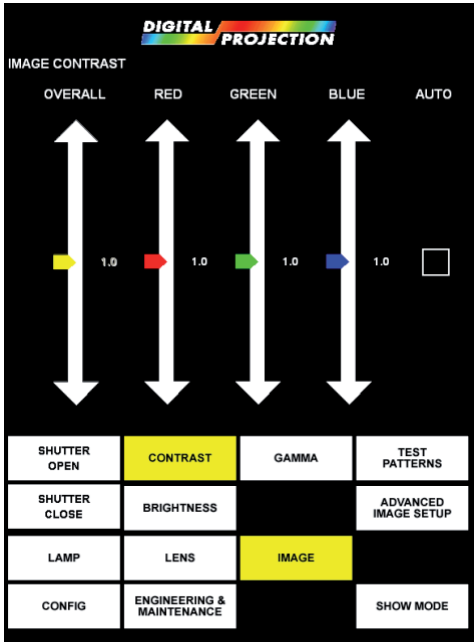 DIGITAL
PROJECTION
IMAGE CONTRAST
OVERALL RED GREEN BLUE AUTO
1.0 1.0 1.0 1.0
SHUTTER
OPEN
CONTRAST
GAMMA
TEST
PATTERNS
SHUTTER
CLOSE
BRIGHTNESS
ADVANCED
IMAGE SETUP
LAMP
LENS
IMAGE
CONFIG
ENGINEERING &
MAINTENANCE
SHOW MODE